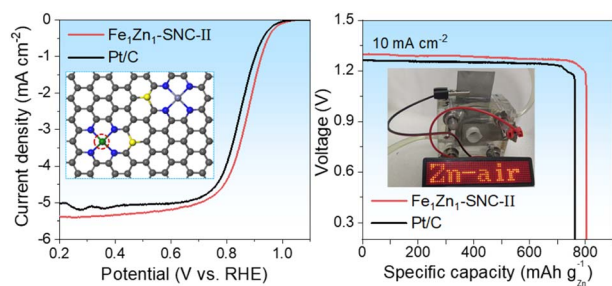 0
-1
-2
-3
-4
-5
-6
0.2
0.4
0.6
0.8
1.0
Current density (mA cm⁻²)
Potential (V vs. RHE)
Fe₁Zn₁-SNC-II
Pt/C
1.5
1.2
0.9
0.6
0.3
0
200
400
600
800
1000
Voltage (V)
Specific capacity (mAh g⁻¹Zn)
10 mA cm⁻²
Zn-air
Fe₁Zn₁-SNC-II
Pt/C